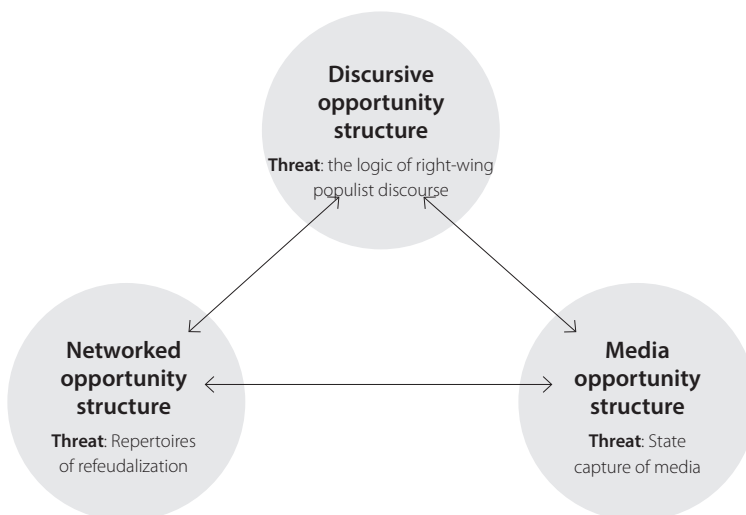 Discursive
opportunity
structure
Threat: the logic of right-wing
populist discourse
Networked
opportunity
structure
Threat: Repertoires
of refeudalization
Media
opportunity
structure
Threat: State
capture of media